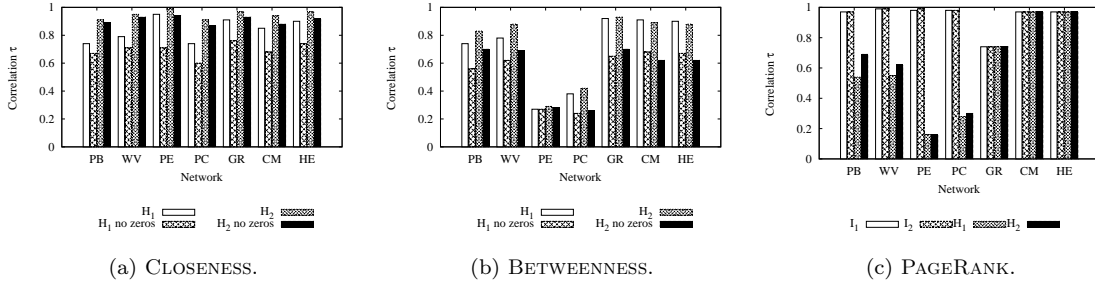 Correlation τ
1
0.8
0.6
0.4
0.2
0
PB WV PE PC GR CM HE
Network
H1 H2
H1 no zeros H2 no zeros
(a) CLOSENESS.
Correlation τ
1
0.8
0.6
0.4
0.2
0
PB WV PE PC GR CM HE
Network
H1 H2
H1 no zeros H2 no zeros
(b) BETWEENNESS.
Correlation τ
1
0.8
0.6
0.4
0.2
0
PB WV PE PC GR CM HE
Network
I1 I2 H1 H2
(c) PAGERANK.